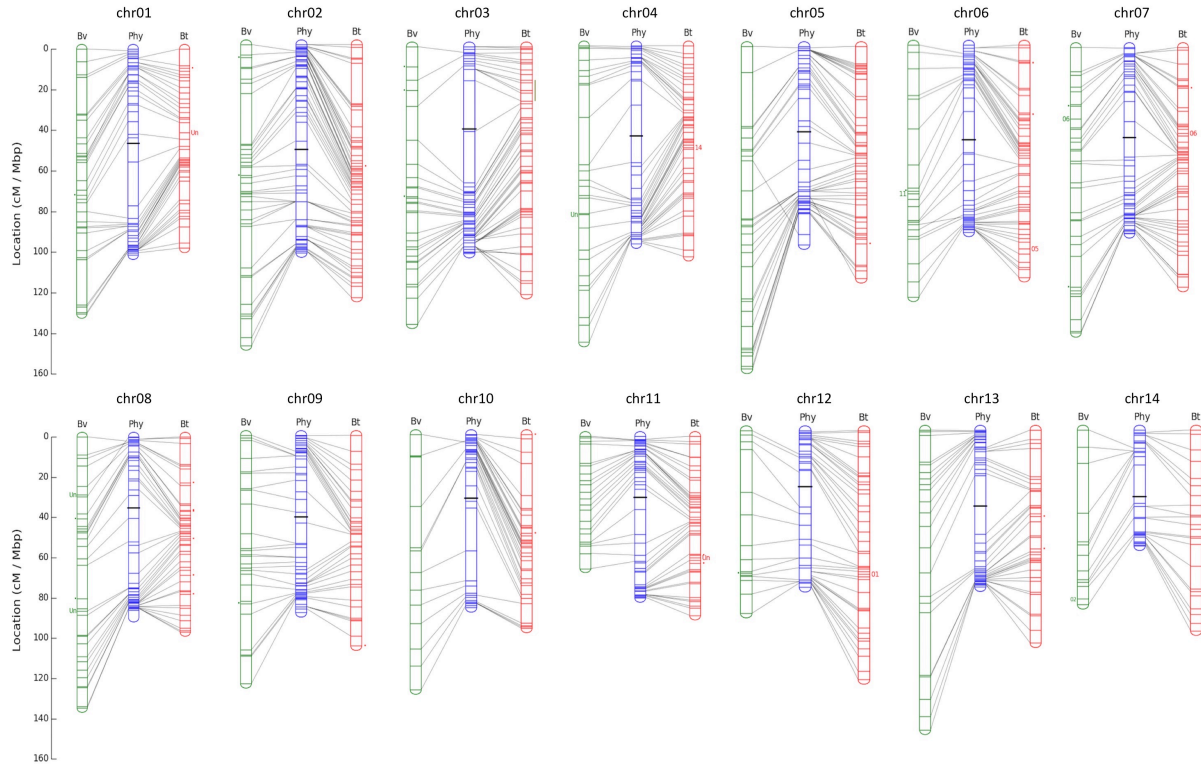 chr01 chr02 chr03 chr04 chr05 chr06 chr07
Bv Phy Bt Bv Phy Bt Bv Phy Bt Bv Phy Bt Bv Phy Bt Bv Phy Bt Bv Phy Bt
Location (cM / Mbp)
0
20
40
60
80
100
120
140
160
Un
14
Un
11
05
06
06
chr08 chr09 chr10 chr11 chr12 chr13 chr14
Bv Phy Bt Bv Phy Bt Bv Phy Bt Bv Phy Bt Bv Phy Bt Bv Phy Bt Bv Phy Bt
Location (cM / Mbp)
0
20
40
60
80
100
120
140
160
Un
Un
Un
01
02